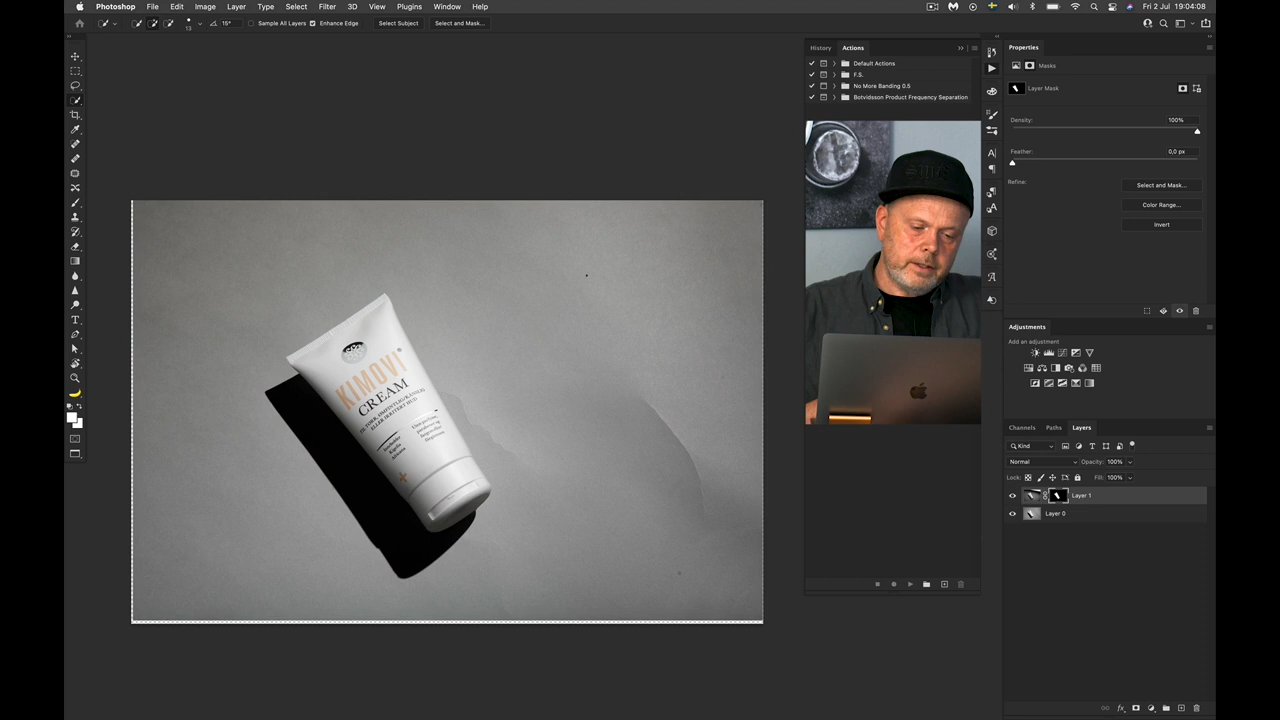 Photoshop File Edit Image Layer Type Select Filter 3D View Plugins Window Help Fri 2 July 19:04:08
13 15° Sample All Layers Enhance Edge Select Subject Select and Mask...
History Actions
Default Actions
F.S.
No More Banding 0.5
Botvidsson Product Frequency Separation
Properties
Masks
Layer Mask
Density: 100%
Feather: 0,0 px
Refine: Select and Mask...
Color Range...
Invert
Adjustments
Add an adjustment
Channels Paths Layers
Kind
Normal Opacity: 100%
Lock: Fill: 100%
Layer 1
Layer 0
KIMOVI®
CREAM